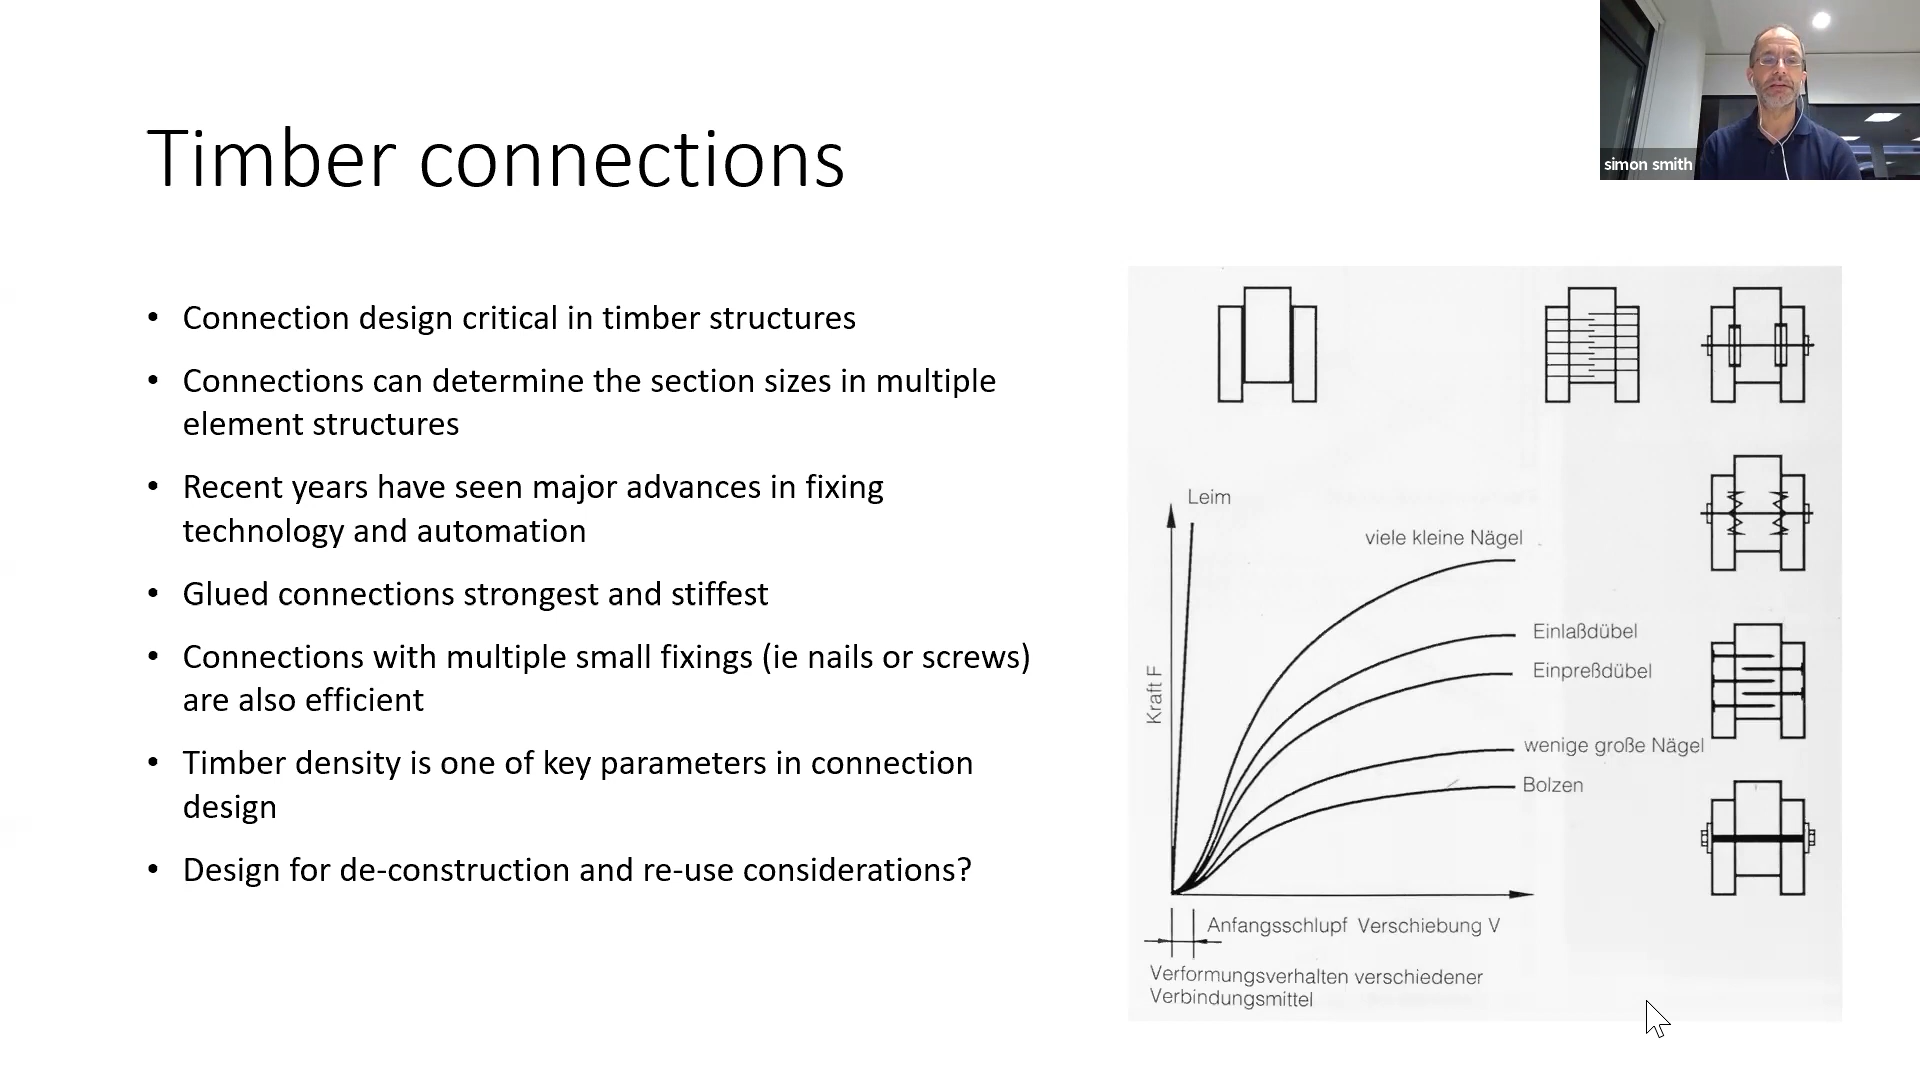 simon smith
Timber connections
• Connection design critical in timber structures
• Connections can determine the section sizes in multiple
element structures
• Recent years have seen major advances in fixing
technology and automation
• Glued connections strongest and stiffest
• Connections with multiple small fixings (ie nails or screws)
are also efficient
• Timber density is one of key parameters in connection
design
• Design for de-construction and re-use considerations?
Leim
viele kleine Nägel
Einlaßdübel
Einpreßdübel
wenige große Nägel
Bolzen
Kraft F
Anfangsschlupf Verschiebung V
Verformungsverhalten verschiedener
Verbindungsmittel